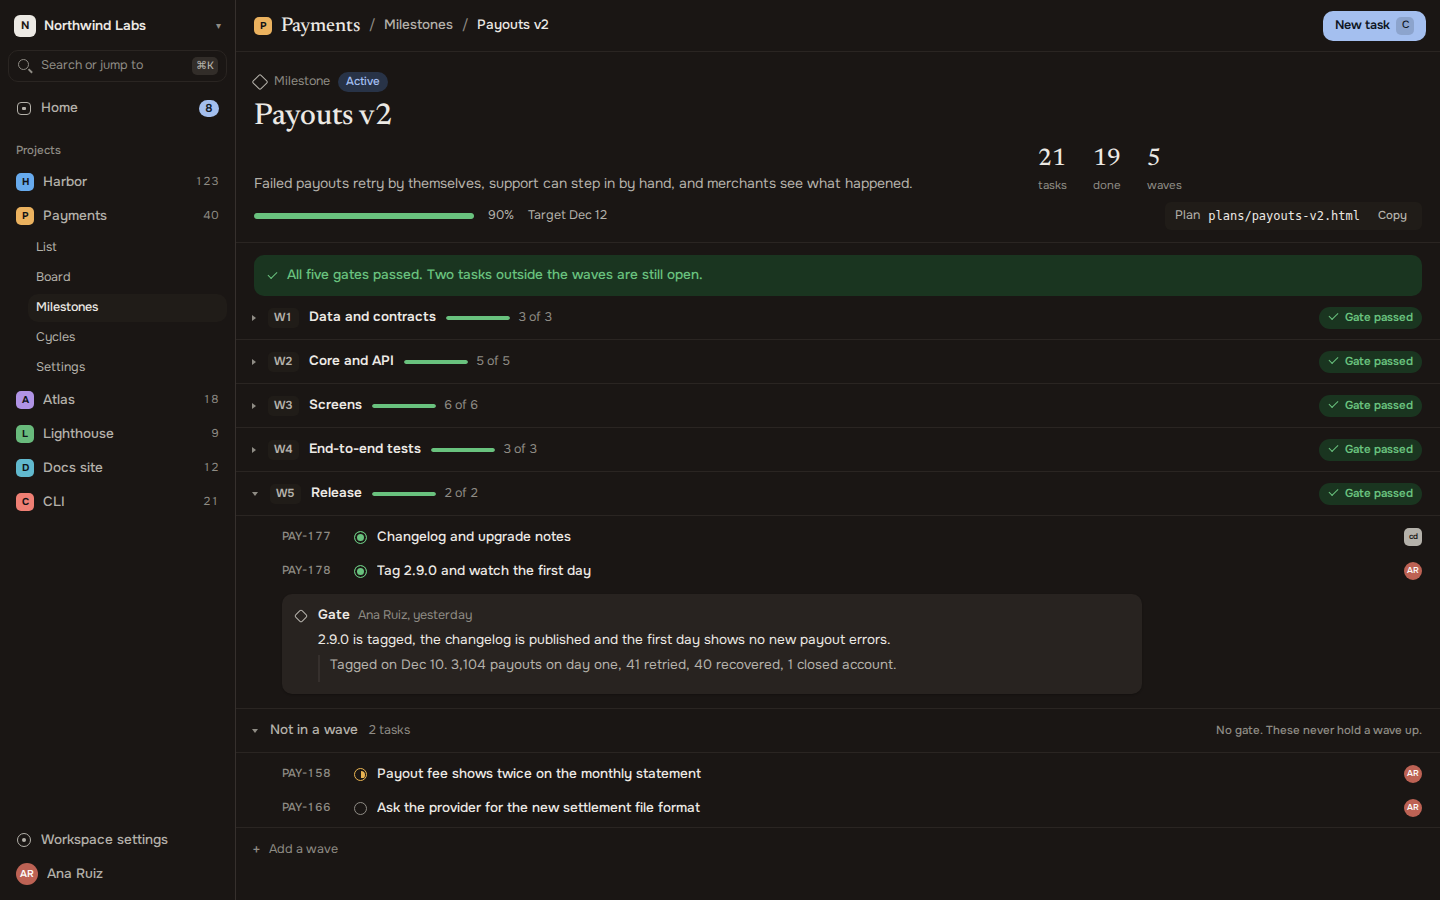 N Northwind Labs
Search or jump to ⌘K
Home 8
Projects
H Harbor 123
P Payments 40
List
Board
Milestones
Cycles
Settings
A Atlas 18
L Lighthouse 9
D Docs site 12
C CLI 21
Workspace settings
AR Ana Ruiz
P Payments / Milestones / Payouts v2
New task C
Milestone Active
Payouts v2
21 19 5
tasks done waves
Failed payouts retry by themselves, support can step in by hand, and merchants see what happened.
90% Target Dec 12
Plan plans/payouts-v2.html Copy
All five gates passed. Two tasks outside the waves are still open.
W1 Data and contracts 3 of 3 Gate passed
W2 Core and API 5 of 5 Gate passed
W3 Screens 6 of 6 Gate passed
W4 End-to-end tests 3 of 3 Gate passed
W5 Release 2 of 2 Gate passed
PAY-177 Changelog and upgrade notes cd
PAY-178 Tag 2.9.0 and watch the first day AR
Gate Ana Ruiz, yesterday
2.9.0 is tagged, the changelog is published and the first day shows no new payout errors.
Tagged on Dec 10. 3,104 payouts on day one, 41 retried, 40 recovered, 1 closed account.
Not in a wave 2 tasks No gate. These never hold a wave up.
PAY-158 Payout fee shows twice on the monthly statement AR
PAY-166 Ask the provider for the new settlement file format AR
+ Add a wave